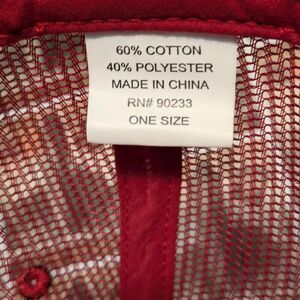 60% COTTON
40% POLYESTER
MADE IN CHINA
RN# 90233
ONE SIZE